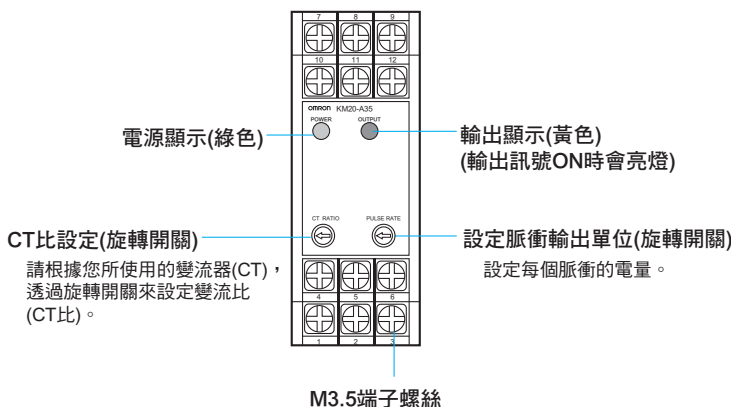 7 8 9
10 11 12
omron KM20-A35
POWER OUTPUT
電源顯示(綠色)
輸出顯示(黃色)
(輸出訊號ON時會亮燈)
CT RATIO PULSE RATE
CT比設定(旋轉開關)
請根據您所使用的變流器(CT)，
透過旋轉開關來設定變流比
(CT比)。
設定脈衝輸出單位(旋轉開關)
設定每個脈衝的電量。
4 5 6
1 2 3
M3.5端子螺絲